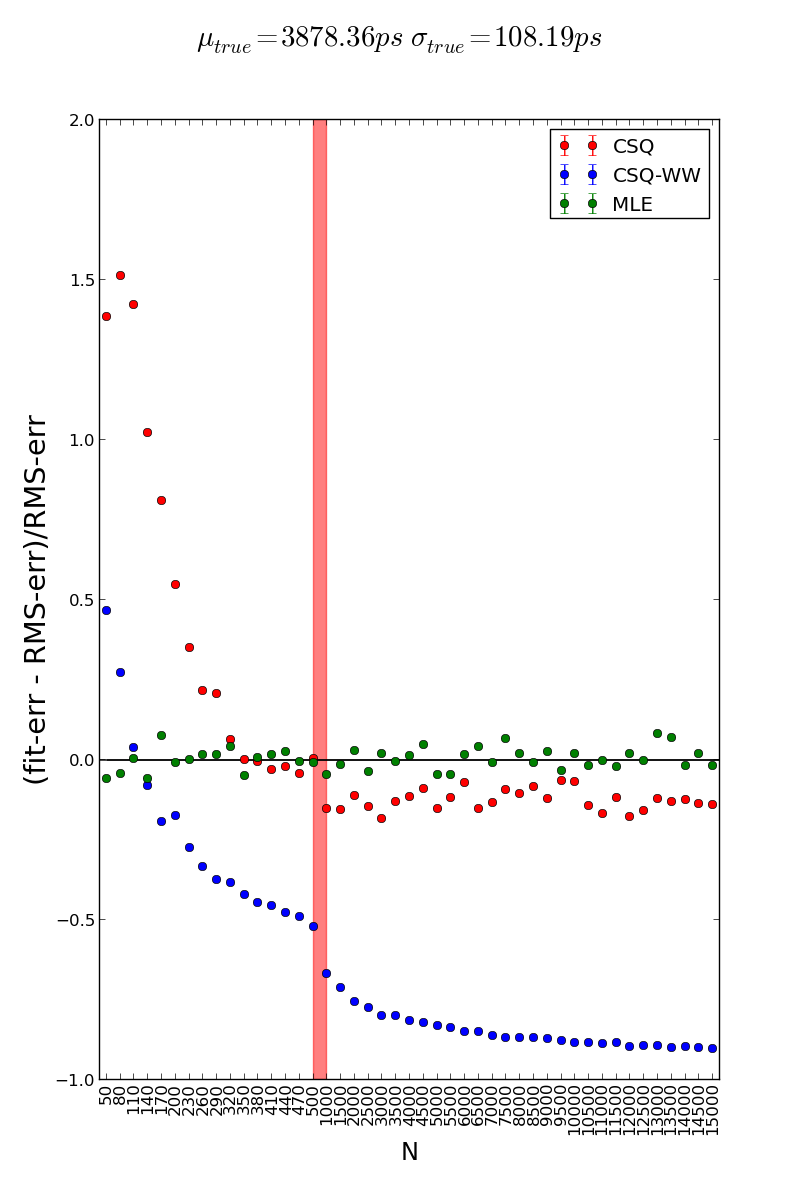 μ_true = 3878.36ps σ_true = 108.19ps
2.0
1.5
1.0
0.5
0.0
−0.5
−1.0
(fit-err - RMS-err)/RMS-err
CSQ
CSQ-WW
MLE
50 80 110 140 170 200 230 260 290 320 350 380 410 440 470 500 1000 1500 2000 2500 3000 3500 4000 4500 5000 5500 6000 6500 7000 7500 8000 8500 9000 9500 10000 10500 11000 11500 12000 12500 13000 13500 14000 14500 15000
N